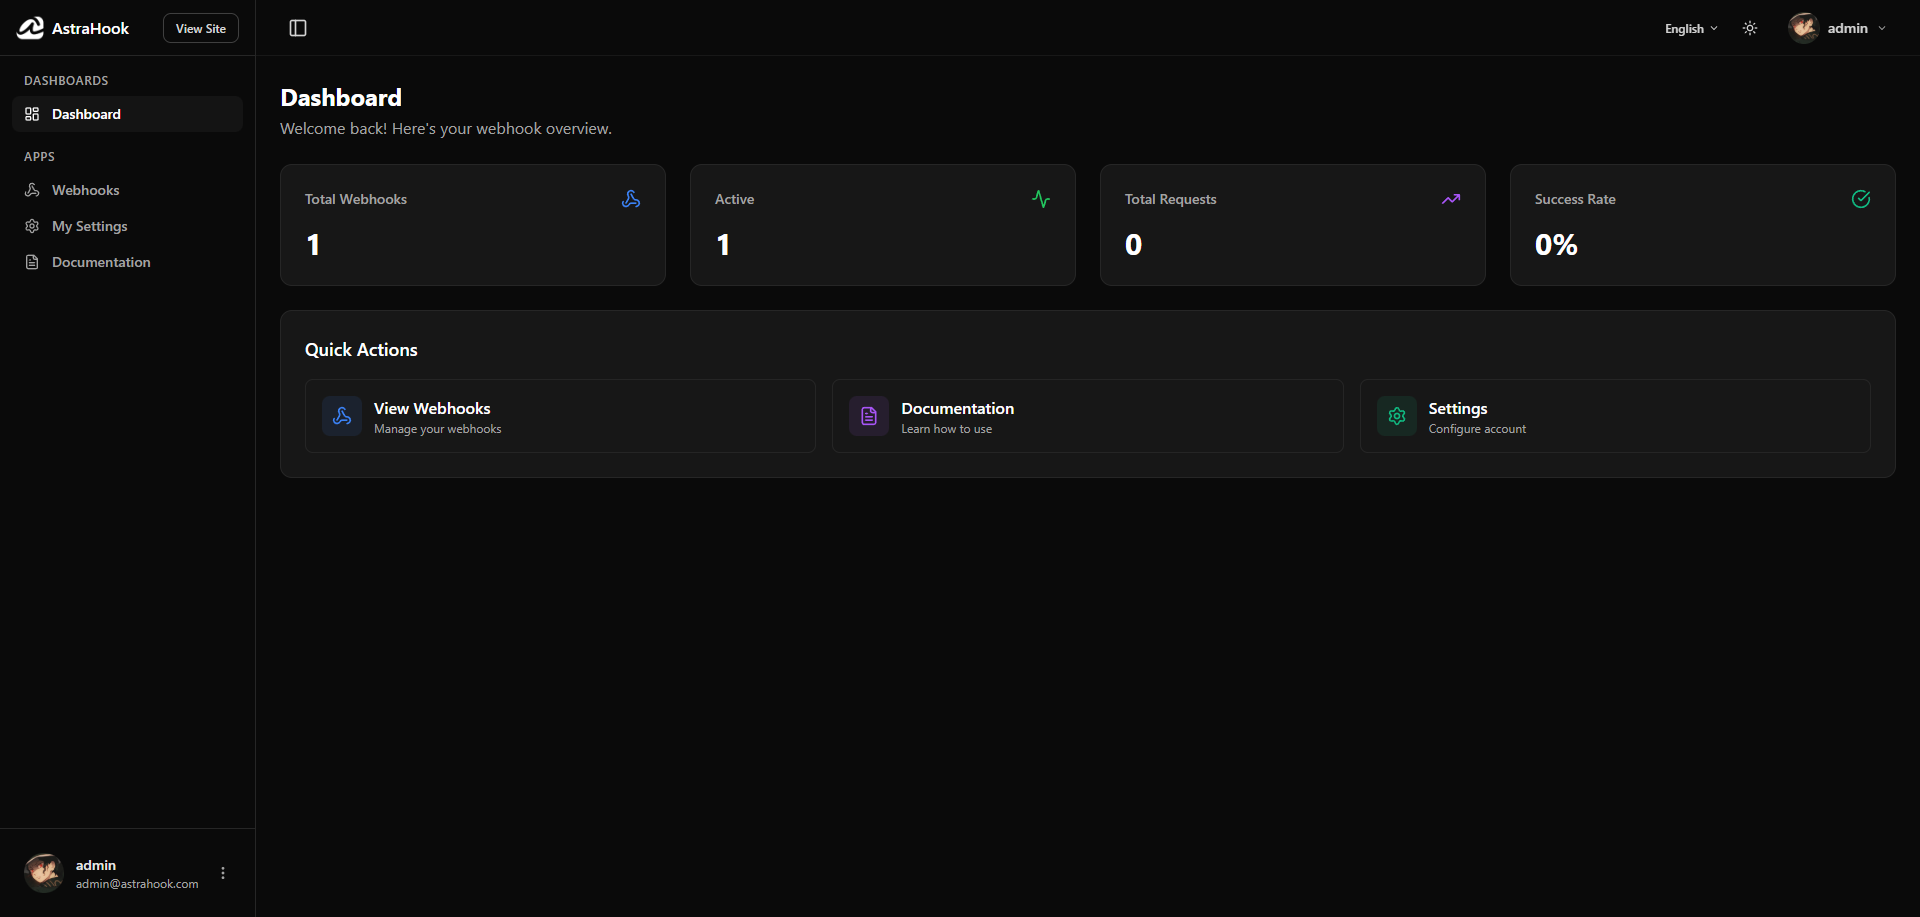 AstraHook
View Site
English
admin
DASHBOARDS
Dashboard
APPS
Webhooks
My Settings
Documentation
Dashboard
Welcome back! Here's your webhook overview.
Total Webhooks
1
Active
1
Total Requests
0
Success Rate
0%
Quick Actions
View Webhooks
Manage your webhooks
Documentation
Learn how to use
Settings
Configure account
admin
admin@astrahook.com